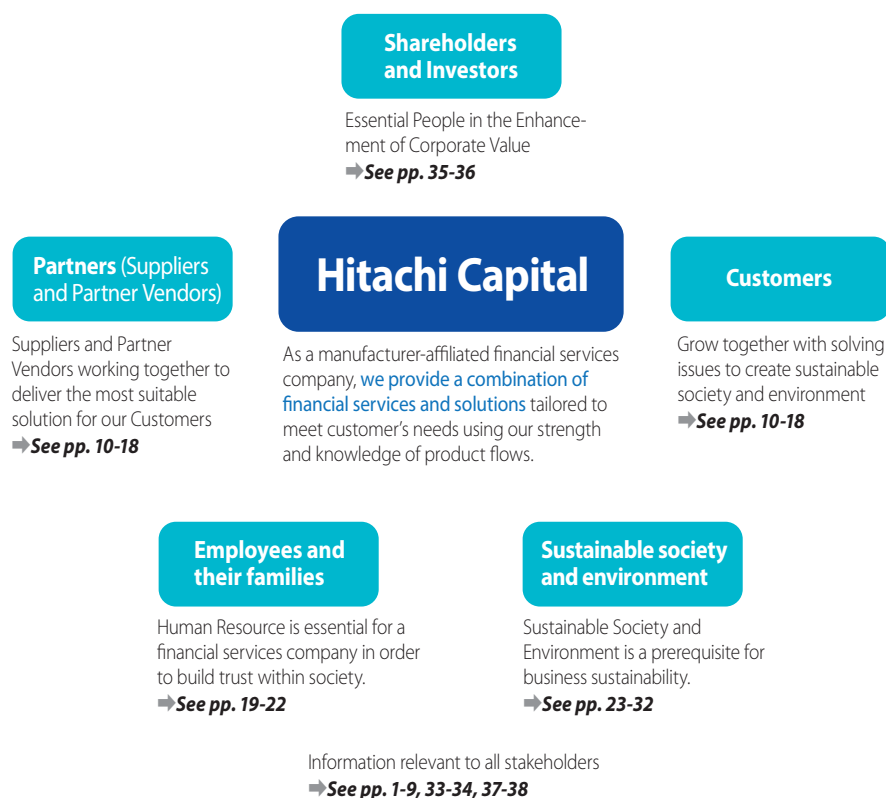 Shareholders
and Investors
Essential People in the Enhance-
ment of Corporate Value
➡See pp. 35-36
Partners (Suppliers
and Partner Vendors)
Suppliers and Partner
Vendors working together to
deliver the most suitable
solution for our Customers
➡See pp. 10-18
Hitachi Capital
As a manufacturer-affiliated financial services
company, we provide a combination of
financial services and solutions tailored to
meet customer's needs using our strength
and knowledge of product flows.
Customers
Grow together with solving
issues to create sustainable
society and environment
➡See pp. 10-18
Employees and
their families
Human Resource is essential for a
financial services company in order
to build trust within society.
➡See pp. 19-22
Sustainable society
and environment
Sustainable Society and
Environment is a prerequisite for
business sustainability.
➡See pp. 23-32
Information relevant to all stakeholders
➡See pp. 1-9, 33-34, 37-38